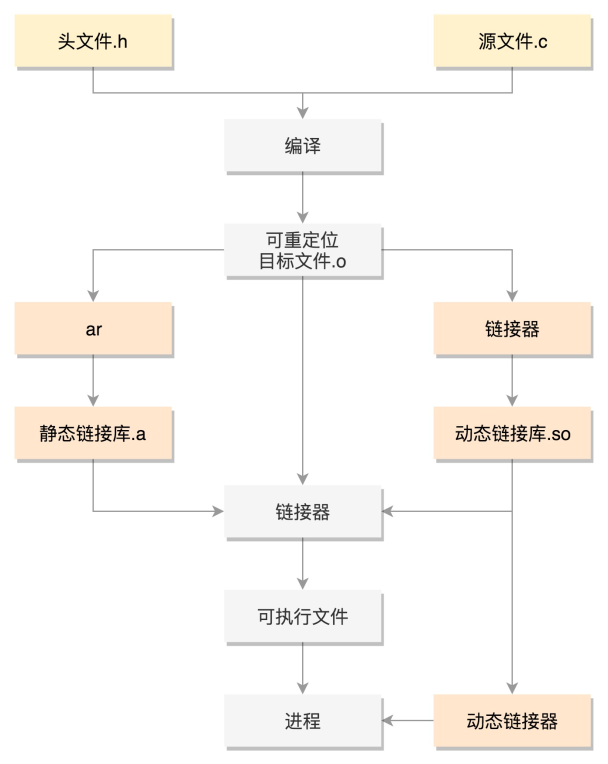 头文件.h
源文件.c
编译
可重定位
目标文件.o
ar
链接器
静态链接库.a
动态链接库.so
链接器
可执行文件
进程
动态链接器